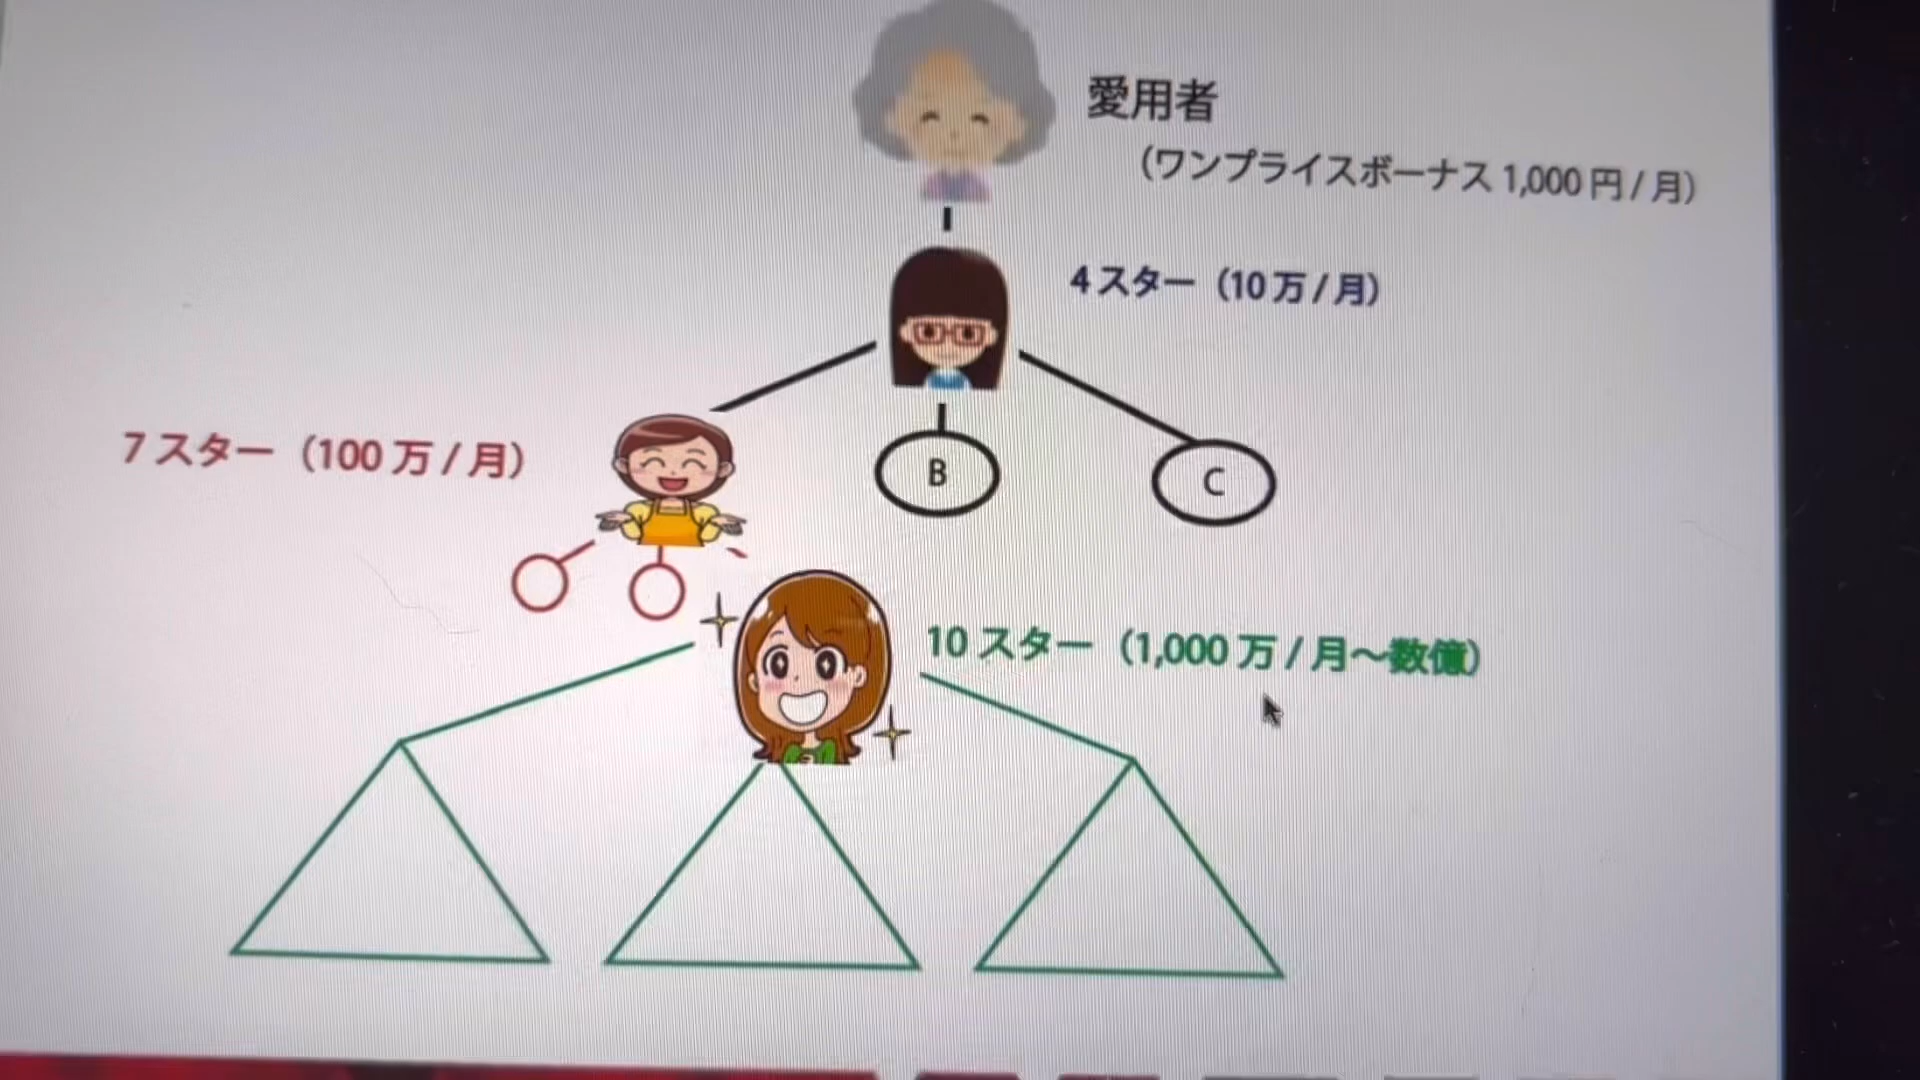 愛用者
（ワンプライスボーナス 1,000 円 / 月）
4 スター（10 万 / 月）
7 スター（100 万 / 月）
B
C
10 スター（1,000 万 / 月～数億）